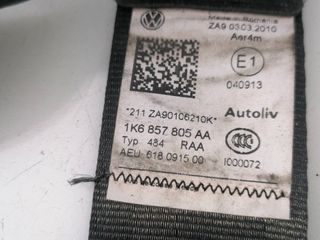 Made in Romania
ZA9 03.03.2010
Aer4m
E1
040913
*211 ZA90106210K*
Autoliv
1K6 857 805 AA
Typ 484 RAA
AEU 618 0915 00
I000072